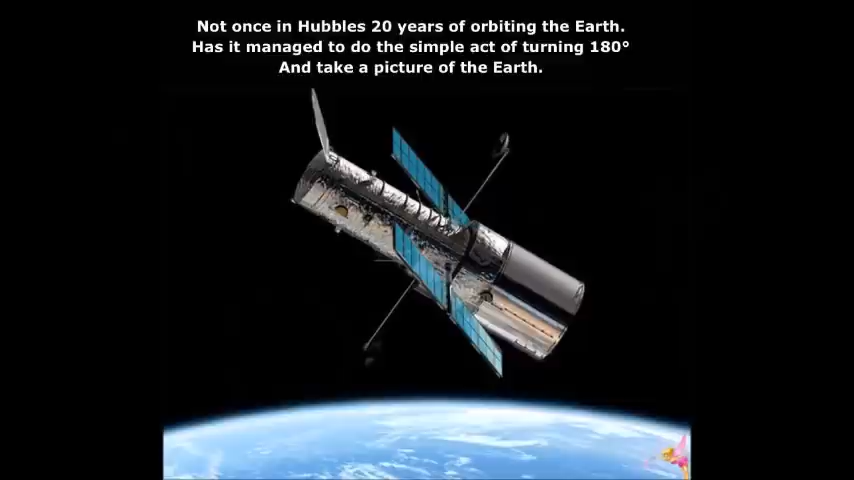 Not once in Hubbles 20 years of orbiting the Earth.
Has it managed to do the simple act of turning 180°
And take a picture of the Earth.